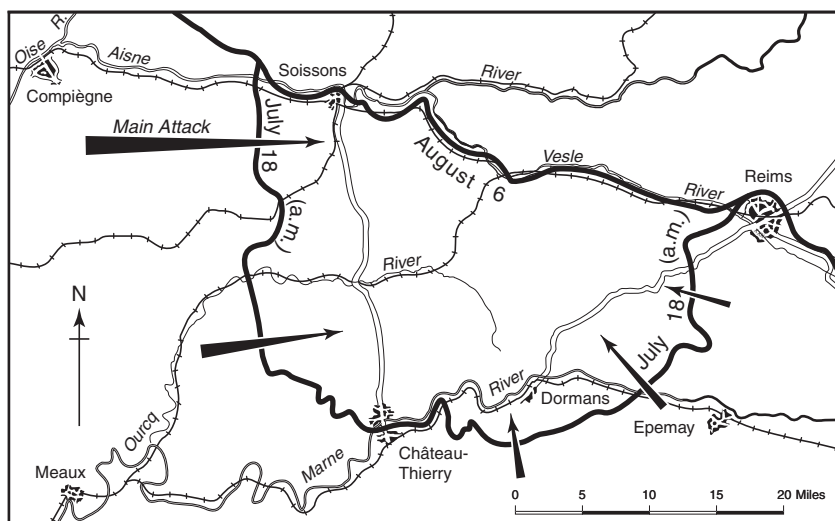 Oise R.
Aisne
River
Compiègne
Soissons
Main Attack
July 18 (a.m.)
August 6
Vesle
River
Reims
July 18 (a.m.)
River
N
River
Dormans
Epemay
Ourcq
Marne
Château-
Thierry
Meaux
0 5 10 15 20 Miles